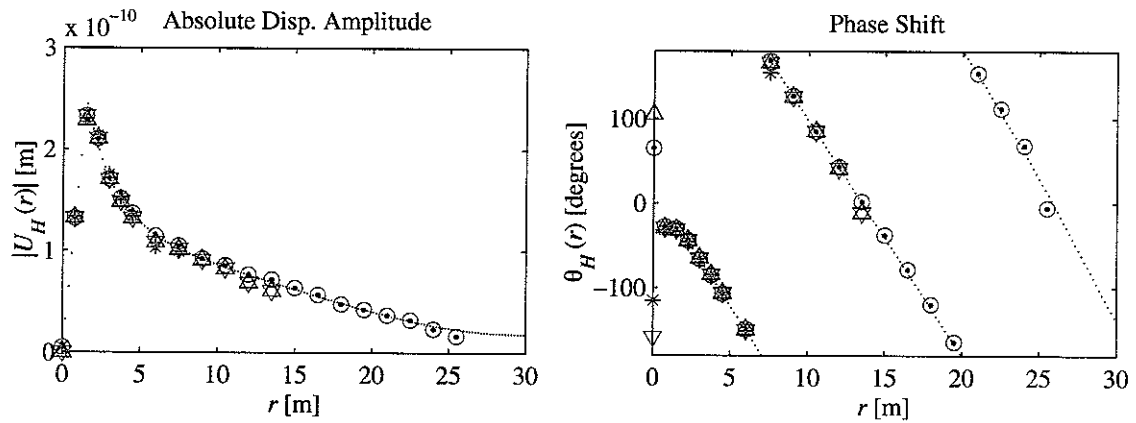 Absolute Disp. Amplitude
x 10⁻¹⁰
3
2
1
0
|U_H(r)| [m]
0 5 10 15 20 25 30
r [m]
Phase Shift
100
0
−100
θ_H(r) [degrees]
0 5 10 15 20 25 30
r [m]